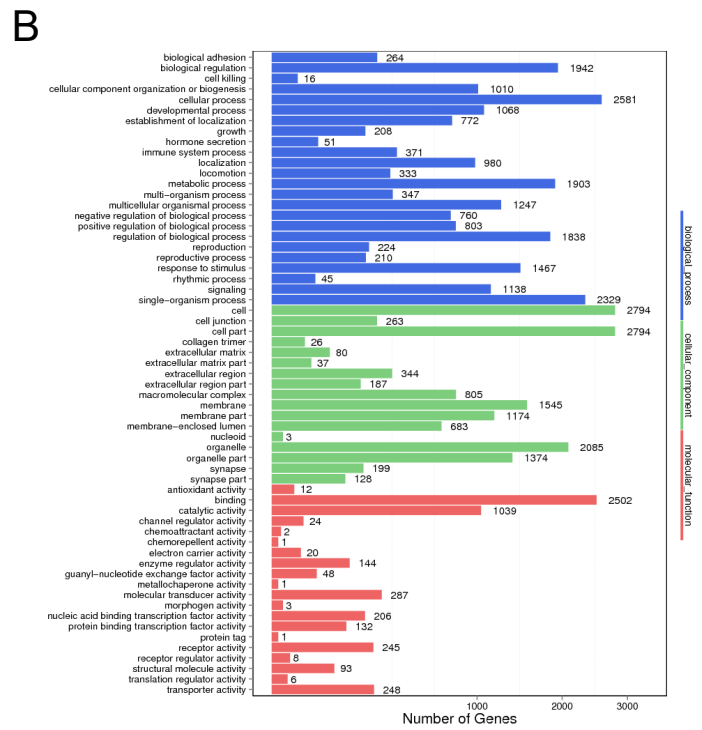 B
biological adhesion 264
biological regulation 1942
cell killing 16
cellular component organization or biogenesis 1010
cellular process 2581
developmental process 1068
establishment of localization 772
growth 208
hormone secretion 51
immune system process 371
localization 980
locomotion 333
metabolic process 1903
multi−organism process 347
multicellular organismal process 1247
negative regulation of biological process 760
positive regulation of biological process 803
regulation of biological process 1838
reproduction 224
reproductive process 210
response to stimulus 1467
rhythmic process 45
signaling 1138
single−organism process 2329
cell 2794
cell junction 263
cell part 2794
collagen trimer 26
extracellular matrix 80
extracellular matrix part 37
extracellular region 344
extracellular region part 187
macromolecular complex 805
membrane 1545
membrane part 1174
membrane−enclosed lumen 683
nucleoid 3
organelle 2085
organelle part 1374
synapse 199
synapse part 128
antioxidant activity 12
binding 2502
catalytic activity 1039
channel regulator activity 24
chemoattractant activity 2
chemorepellent activity 1
electron carrier activity 20
enzyme regulator activity 144
guanyl−nucleotide exchange factor activity 48
metallochaperone activity 1
molecular transducer activity 287
morphogen activity 3
nucleic acid binding transcription factor activity 206
protein binding transcription factor activity 132
protein tag 1
receptor activity 245
receptor regulator activity 8
structural molecule activity 93
translation regulator activity 6
transporter activity 248
1000 2000 3000
Number of Genes
biological_process
cellular_component
molecular_function